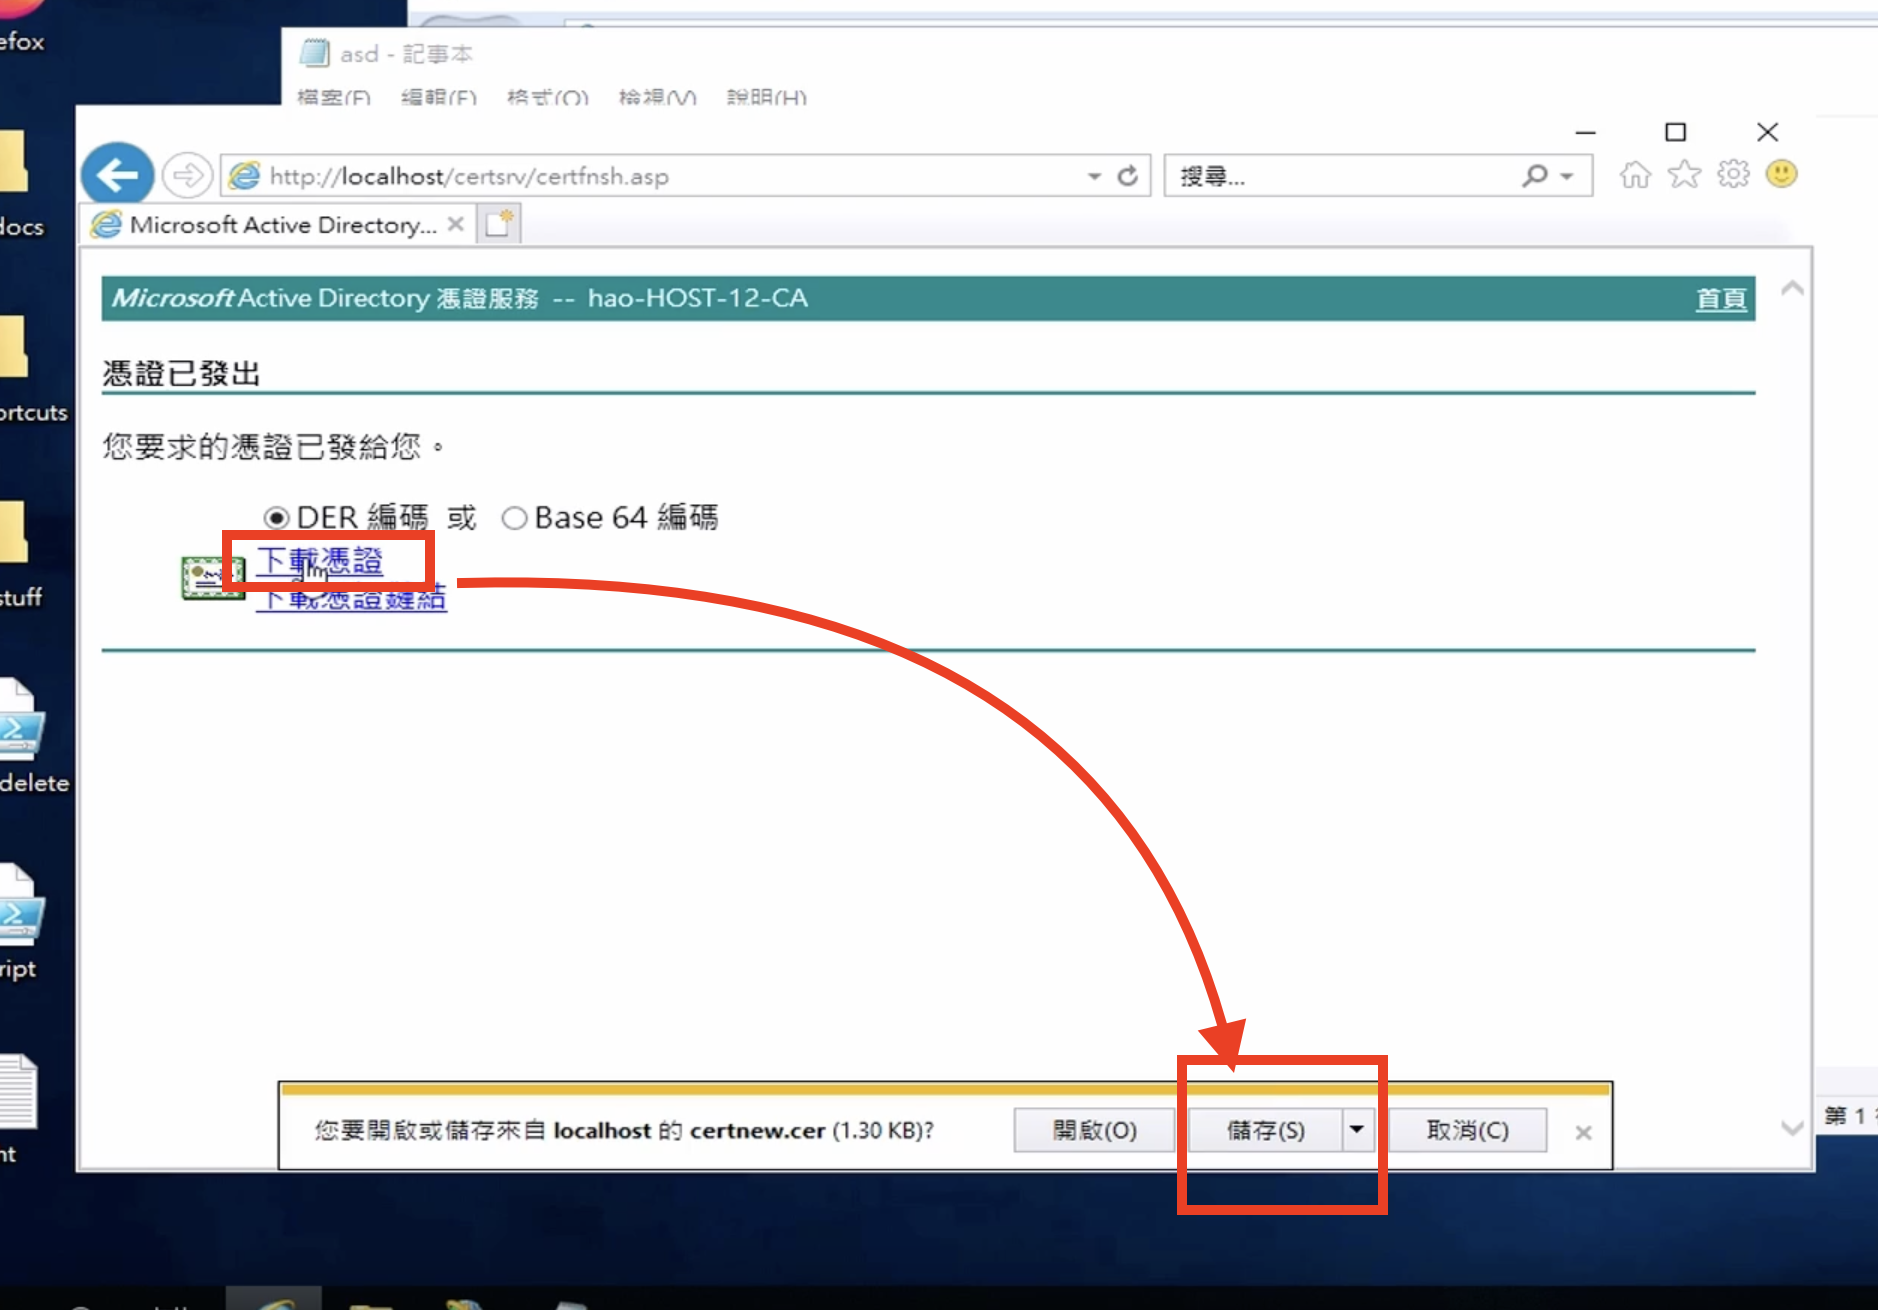 efox
asd - 記事本
檔案(F) 編輯(E) 格式(O) 檢視(V) 說明(H)
http://localhost/certsrv/certfnsh.asp
搜尋...
docs
Microsoft Active Directory...
Microsoft Active Directory 憑證服務 -- hao-HOST-12-CA
首頁
憑證已發出
ortcuts
您要求的憑證已發給您。
DER 編碼 或 Base 64 編碼
下載憑證
下載憑證鏈結
stuff
delete
ript
您要開啟或儲存來自 localhost 的 certnew.cer (1.30 KB)?
開啟(O)
儲存(S)
取消(C)
第 1
nt